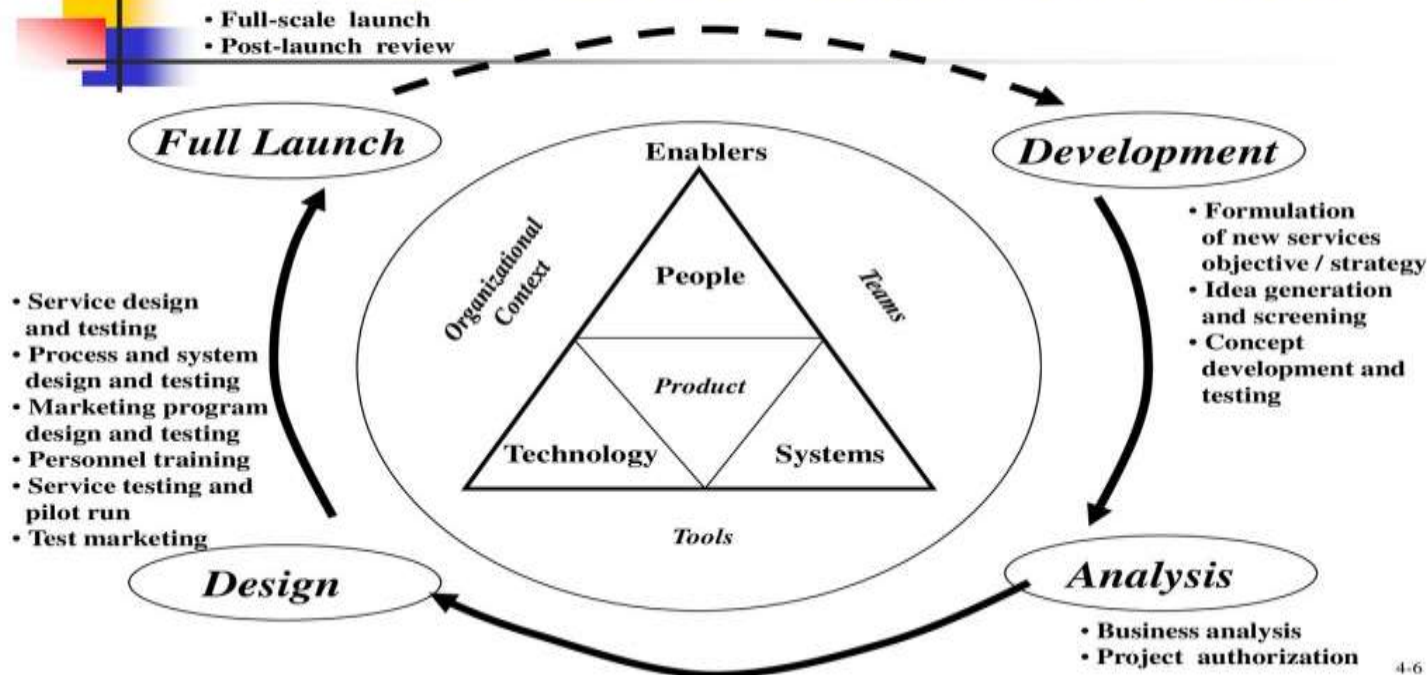 • Full-scale launch
• Post-launch review
Full Launch
Development
Enablers
• Formulation
of new services
objective / strategy
• Idea generation
and screening
• Concept
development and
testing
Organizational
Context
People
Teams
• Service design
and testing
• Process and system
design and testing
• Marketing program
design and testing
• Personnel training
• Service testing and
pilot run
• Test marketing
Product
Technology
Systems
Tools
Design
Analysis
• Business analysis
• Project authorization
4-6